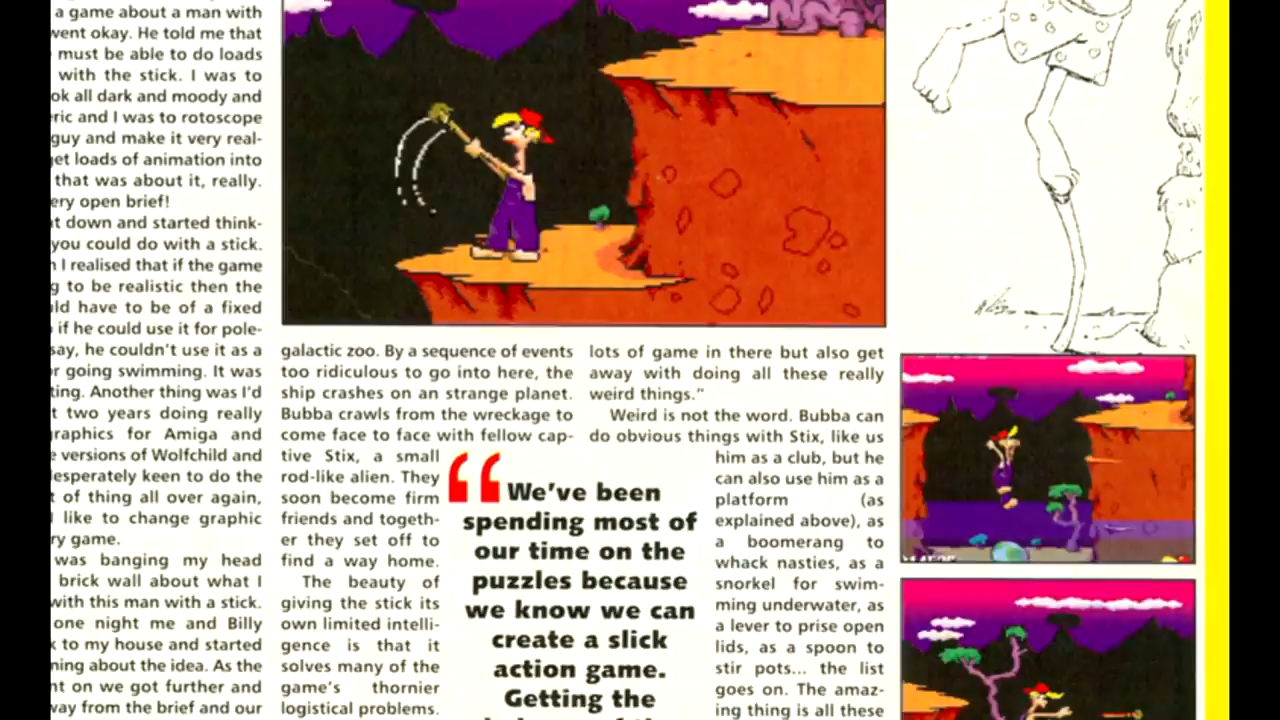 a game about a man with
went okay. He told me that
must be able to do loads
with the stick. I was to
all dark and moody and
and I was to rotoscope
guy and make it very real-
loads of animation into
that was about it, really.
very open brief!
down and started think-
you could do with a stick.
I realised that if the game
to be realistic then the
have to be of a fixed
if he could use it for pole-
say, he couldn't use it as a
going swimming. It was
Another thing was I'd
two years doing really
graphics for Amiga and
versions of Wolfchild and
desperately keen to do the
of thing all over again,
like to change graphic
game.
was banging my head
brick wall about what I
with this man with a stick.
one night me and Billy
to my house and started
about the idea. As the
on we got further and
from the brief and our
galactic zoo. By a sequence of events
too ridiculous to go into here, the
ship crashes on an strange planet.
Bubba crawls from the wreckage to
come face to face with fellow cap-
tive Stix, a small
rod-like alien. They
soon become firm
friends and togeth-
er they set off to
find a way home.
The beauty of
giving the stick its
own limited intelli-
gence is that it
solves many of the
game's thornier
logistical problems.
“ We've been
spending most of
our time on the
puzzles because
we know we can
create a slick
action game.
Getting the
lots of game in there but also get
away with doing all these really
weird things.”
Weird is not the word. Bubba can
do obvious things with Stix, like us
him as a club, but he
can also use him as a
platform (as
explained above), as
a boomerang to
whack nasties, as a
snorkel for swim-
ming underwater, as
a lever to prise open
lids, as a spoon to
stir pots... the list
goes on. The amaz-
ing thing is all these